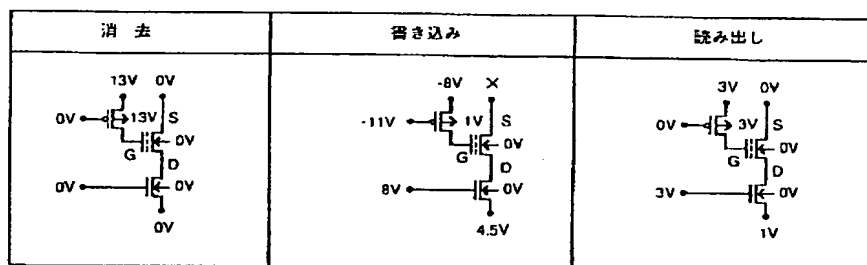 消去
書き込み
読み出し
13V 0V
0V 13V S
0V
G
D
0V 0V
0V
-8V ×
-11V 1V S
0V
G
D
8V 0V
4.5V
3V 0V
0V 3V S
0V
G
D
3V 0V
1V